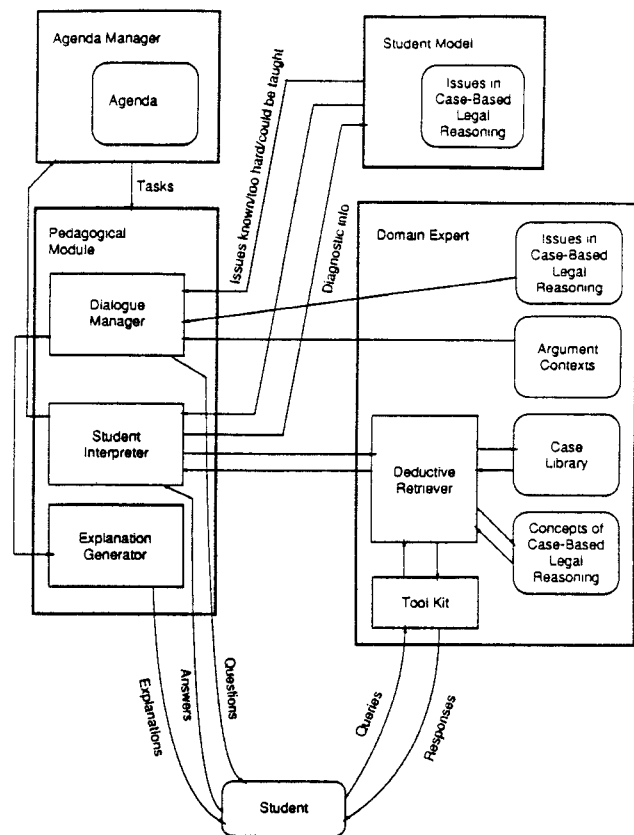 Agenda Manager
Agenda
Student Model
Issues in
Case-Based
Legal
Reasoning
Tasks
Issues known/too hard/could be taught
Diagnostic info
Pedagogical
Module
Dialogue
Manager
Student
Interpreter
Explanation
Generator
Domain Expert
Issues in
Case-Based
Legal
Reasoning
Argument
Contexts
Case
Library
Deductive
Retriever
Concepts of
Case-Based
Legal
Reasoning
Tool Kit
Explanations
Answers
Questions
Queries
Responses
Student